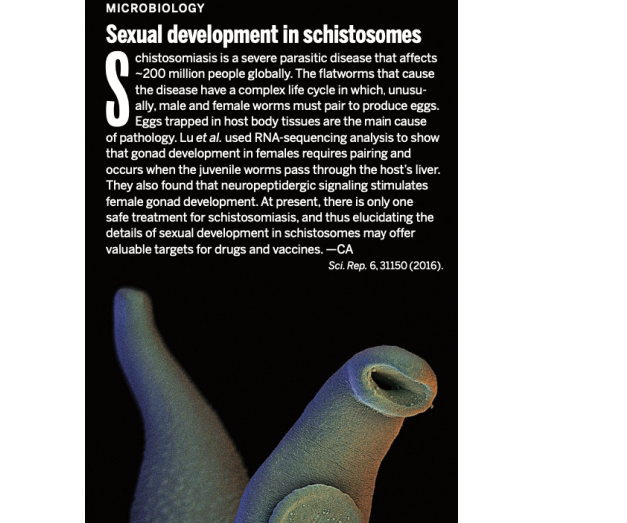 MICROBIOLOGY
Sexual development in schistosomes
Schistosomiasis is a severe parasitic disease that affects
~200 million people globally. The flatworms that cause
the disease have a complex life cycle in which, unusu-
ally, male and female worms must pair to produce eggs.
Eggs trapped in host body tissues are the main cause
of pathology. Lu et al. used RNA-sequencing analysis to show
that gonad development in females requires pairing and
occurs when the juvenile worms pass through the host's liver.
They also found that neuropeptidergic signaling stimulates
female gonad development. At present, there is only one
safe treatment for schistosomiasis, and thus elucidating the
details of sexual development in schistosomes may offer
valuable targets for drugs and vaccines. —CA
Sci. Rep. 6, 31150 (2016).